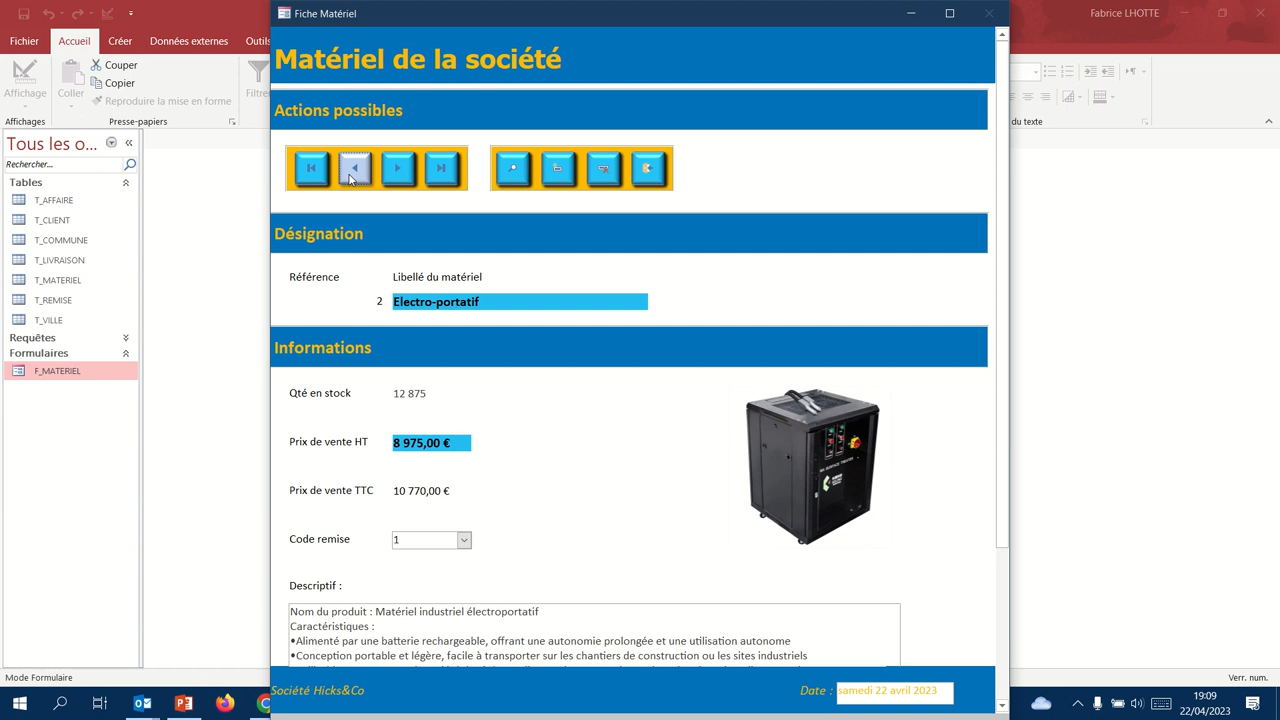 Fiche Matériel
Fabrice LHOTTE
Fichier
Accueil
Créer
Données externes
Outils
Affichage
Coller
Couper
Copier
Reproduire la mise en forme
Filtrer
Affichages
Presse-papiers
du texte
Tous les o...
Rechercher...
Tables
T_AFFAIRE
T_CLIENT
T_COMMUNE
T_LIVRAISON
T_MATERIEL
T_REMISE
T_VILLE
Requêtes
Formulaires
F_MATERIEL
Matériel de la société
Actions possibles
Désignation
Référence
Libellé du matériel
2
Electro-portatif
Informations
Qté en stock
12 875
Prix de vente HT
8 975,00 €
Prix de vente TTC
10 770,00 €
Code remise
1
Descriptif :
Nom du produit : Matériel industriel électroportatif
Caractéristiques :
•Alimenté par une batterie rechargeable, offrant une autonomie prolongée et une utilisation autonome
•Conception portable et légère, facile à transporter sur les chantiers de construction ou les sites industriels
Société Hicks&Co
Date :
samedi 22 avril 2023
Mode Formulaire
Verr. num.
19:09
22/04/2023